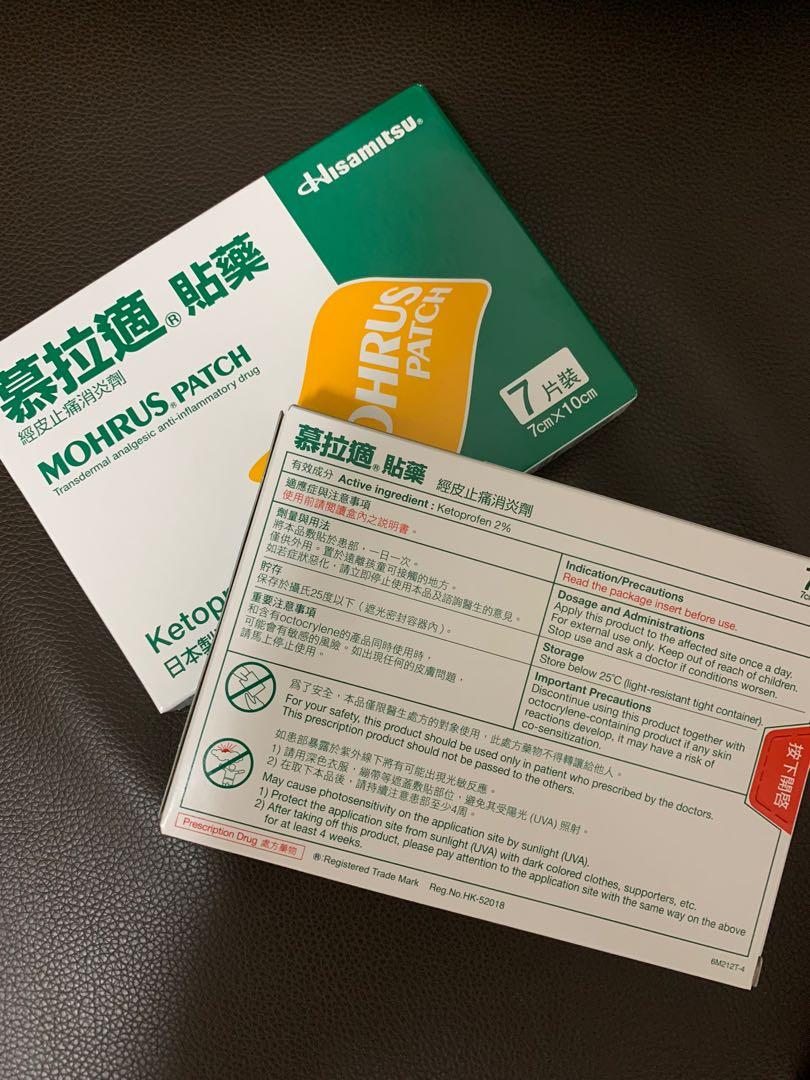 Hisamitsu®
慕拉適®貼藥
經皮止痛消炎劑
MOHRUS® PATCH
Transdermal analgesic anti-inflammatory drug
OHRUS
PATCH
7片裝
7cm×10cm
Ketop
日本製
慕拉適®貼藥 經皮止痛消炎劑
有效成分 Active ingredient : Ketoprofen 2%
適應症與注意事項
使用前請閱讀盒內之説明書。
劑量與用法
將本品敷貼於患部，一日一次。
僅供外用。置於遠離孩童可接觸的地方。
如若症狀惡化，請立即停止使用本品及諮詢醫生的意見。
貯存
保存於攝氏25度以下（遮光密封容器內）。
重要注意事項
和含有octocrylene的產品同時使用時，
可能會有敏感的風險。如出現任何的皮膚問題，
請馬上停止使用。
Indication/Precautions
Read the package insert before use.
Dosage and Administrations
Apply this product to the affected site once a day.
For external use only. Keep out of reach of children.
Stop use and ask a doctor if conditions worsen.
Storage
Store below 25℃ (light-resistant tight container).
Important Precautions
Discontinue using this product together with
octocrylene-containing product if any skin
reactions develop, it may have a risk of
co-sensitization.
為了安全，本品僅限醫生處方的對象使用，此處方藥物不得轉讓給他人。
For your safety, this product should be used only in patient who prescribed by the doctors.
This prescription product should not be passed to the others.
如患部暴露於紫外線下將有可能出現光敏反應。
1) 請用深色衣服，繃帶等遮蓋敷貼部位，避免其受陽光 (UVA) 照射。
2) 在取下本品後，請持續注意患部至少4周。
May cause photosensitivity on the application site by sunlight (UVA).
1) Protect the application site from sunlight (UVA) with dark colored clothes, supporters, etc.
2) After taking off this product, please pay attention to the application site with the same way on the above
for at least 4 weeks.
Prescription Drug 處方藥物
®:Registered Trade Mark Reg.No.HK-52018
6M212T-4
按下開啓